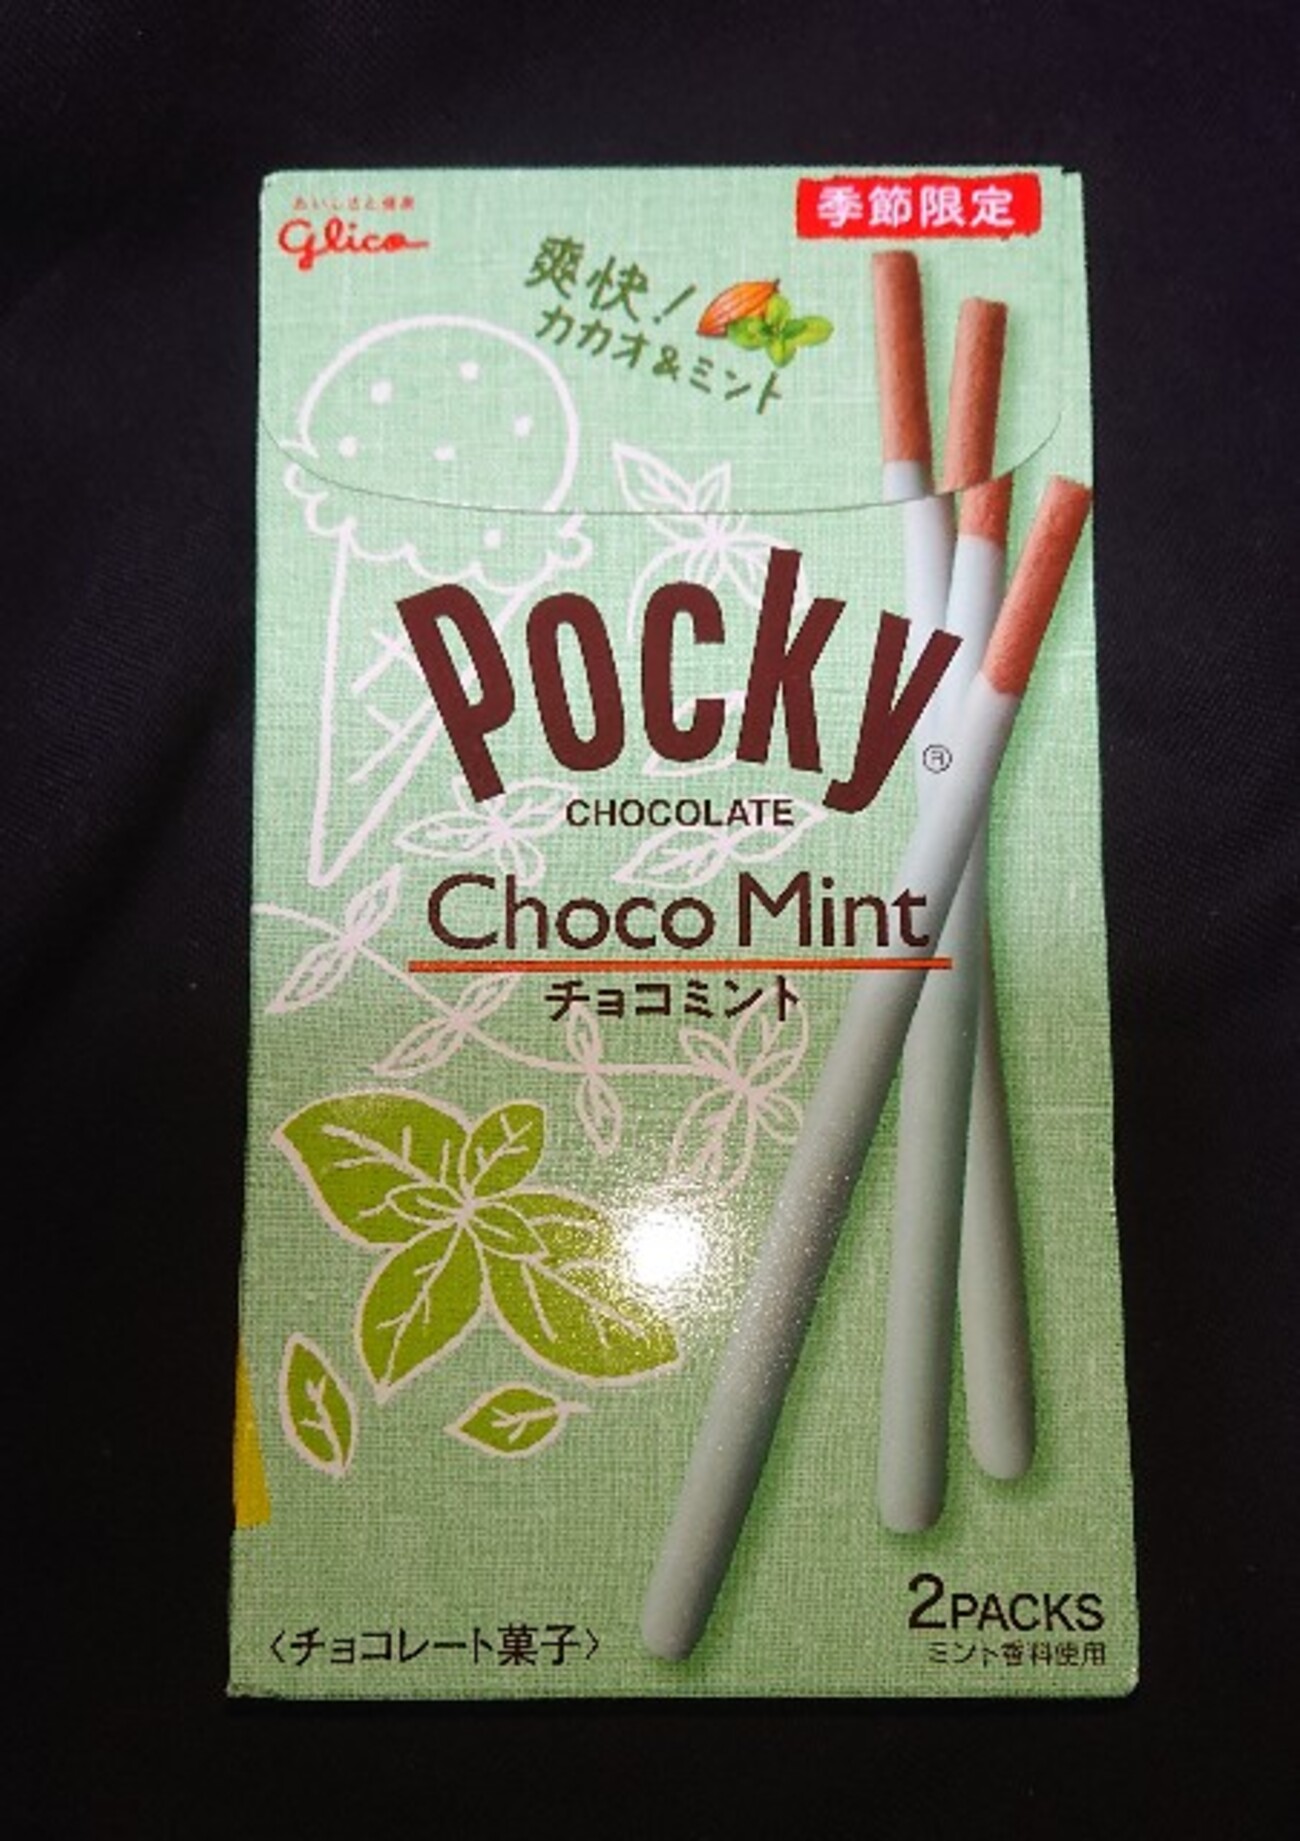 おいしさと健康
Glico
季節限定
爽快!
カカオ&ミント
Pocky®
CHOCOLATE
Choco Mint
チョコミント
2PACKS
〈チョコレート菓子〉
ミント香料使用